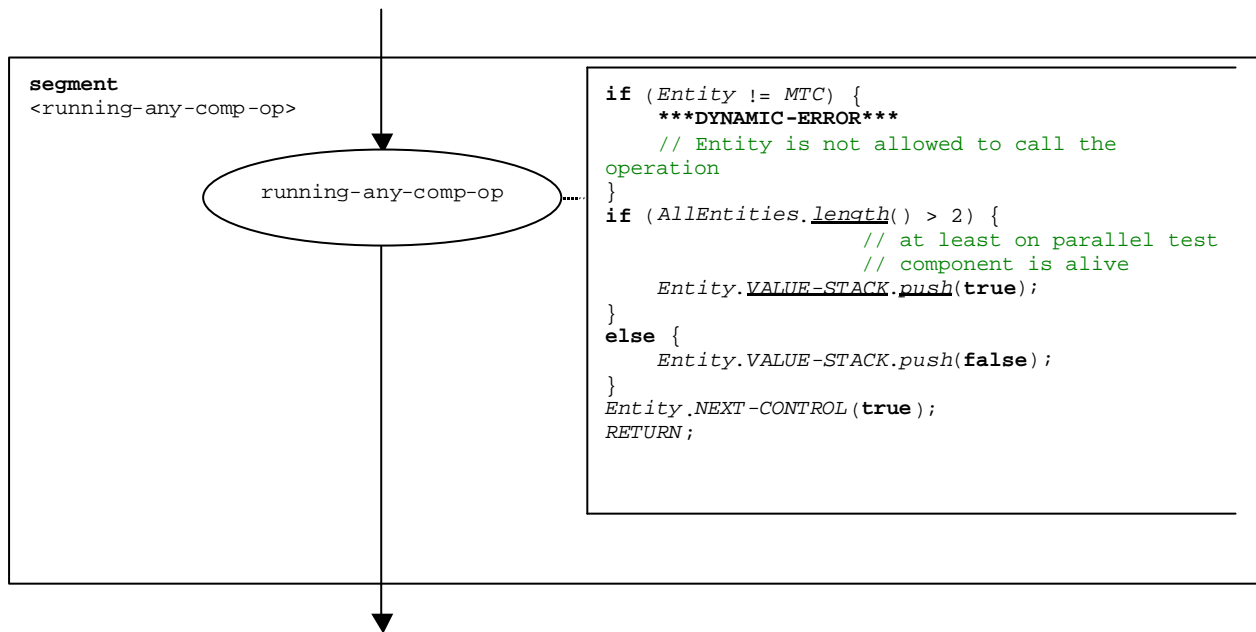 segment
<running-any-comp-op>
running-any-comp-op
if (Entity != MTC) {
***DYNAMIC-ERROR***
// Entity is not allowed to call the
operation
}
if (AllEntities.length() > 2) {
// at least on parallel test
// component is alive
Entity.VALUE-STACK.push(true);
}
else {
Entity.VALUE-STACK.push(false);
}
Entity.NEXT-CONTROL(true);
RETURN;